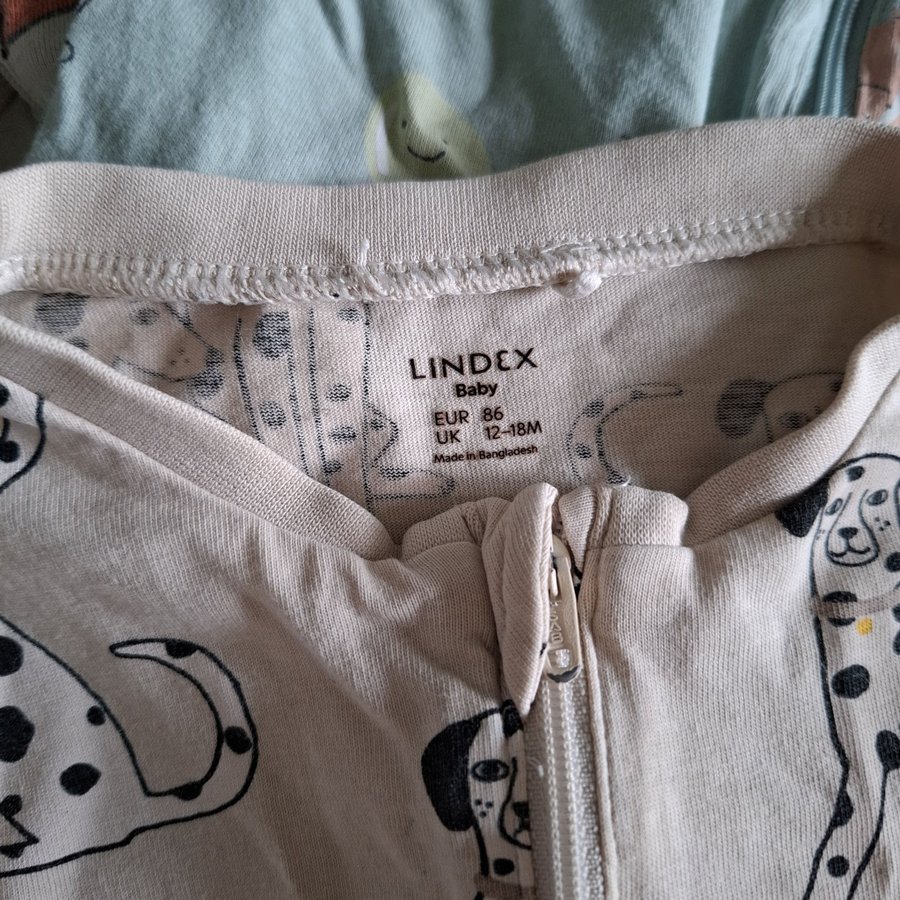 LINDEX
Baby
EUR 86
UK 12-18M
Made in Bangladesh